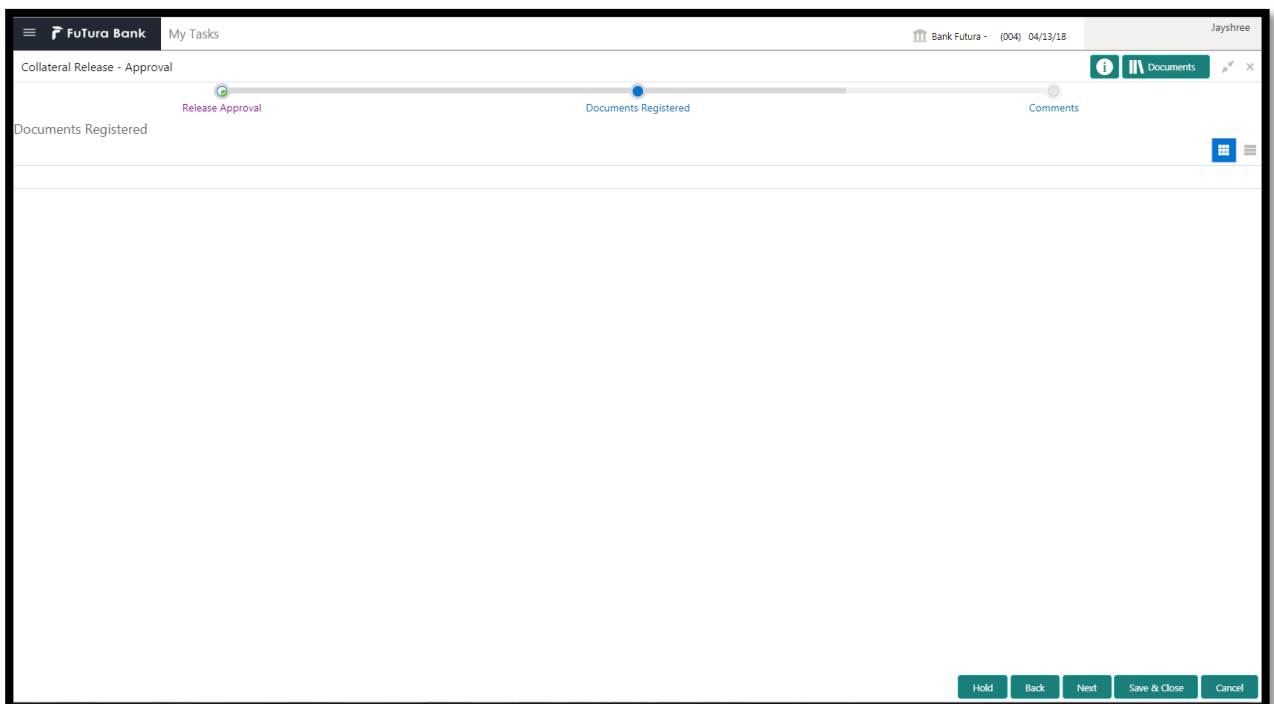 FuTura Bank My Tasks Bank Futura - (004) 04/13/18 Jayshree
Collateral Release - Approval i Documents
Release Approval Documents Registered Comments
Documents Registered
Hold Back Next Save & Close Cancel